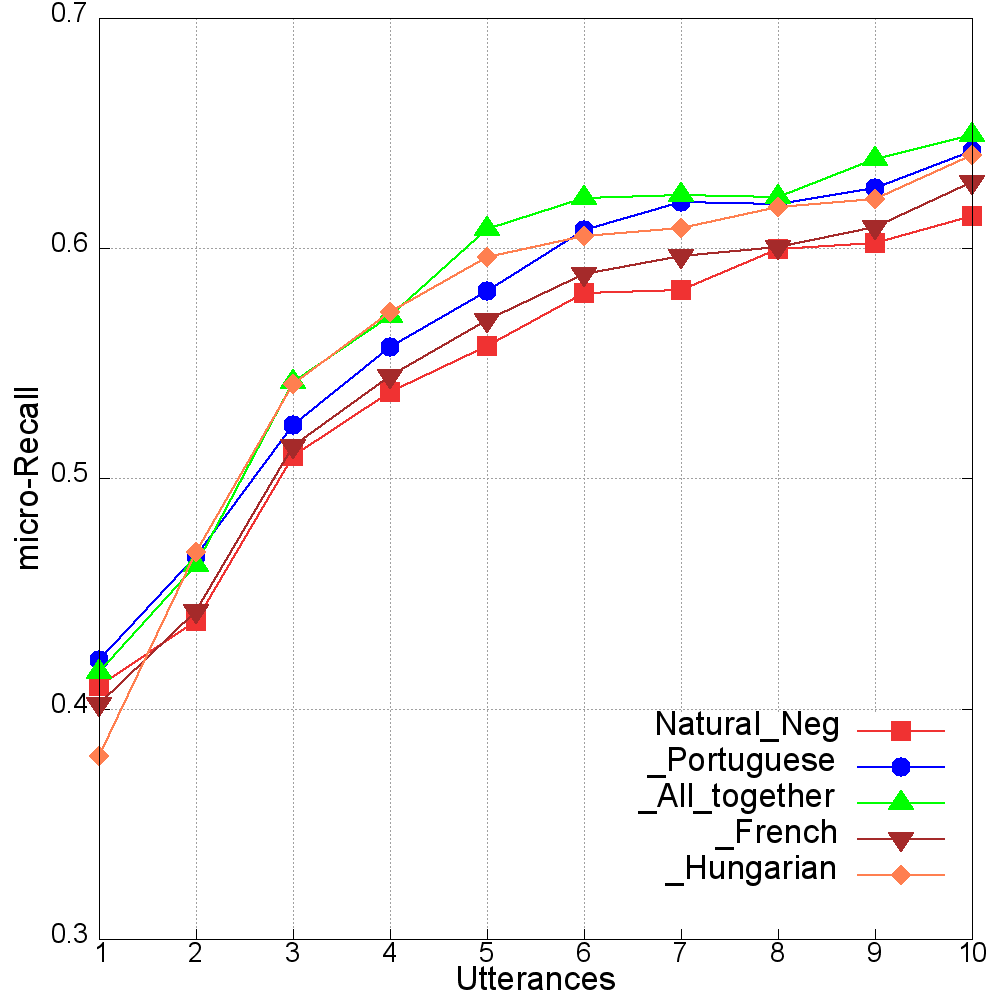 0.7
0.6
0.5
0.4
0.3
micro-Recall
Natural_Neg
_Portuguese
_All_together
_French
_Hungarian
1 2 3 4 5 6 7 8 9 10
Utterances